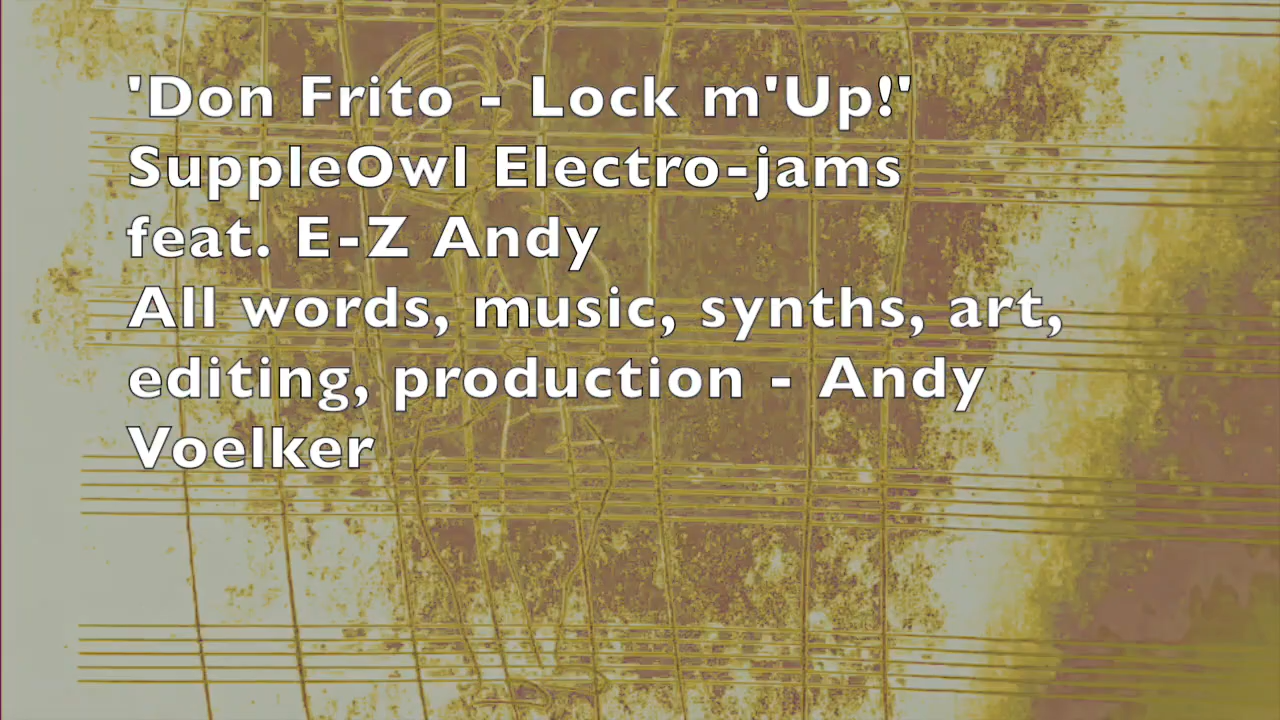 'Don Frito - Lock m'Up!'
SuppleOwl Electro-jams
feat. E-Z Andy
All words, music, synths, art,
editing, production - Andy
Voelker